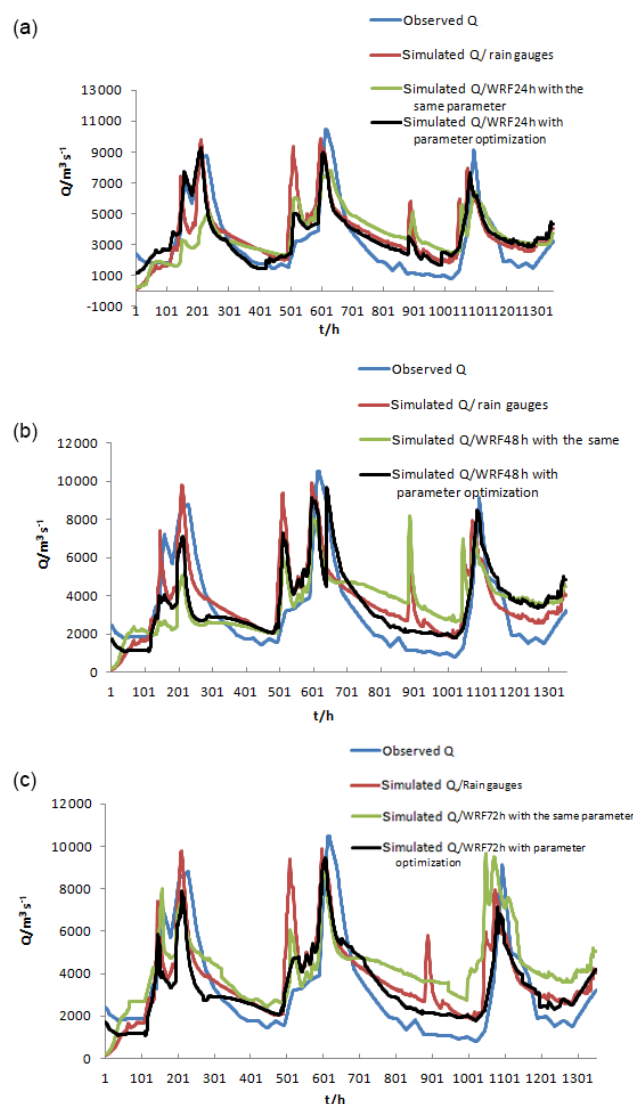 (a)
Observed Q
Simulated Q/ rain gauges
Simulated Q/WRF24h with the
same parameter
Simulated Q/WRF24h with
parameter optimization
Q/m³ s⁻¹
13000
11000
9000
7000
5000
3000
1000
-1000
1 101 201 301 401 501 601 701 801 901 1001 1101 1201 1301
t/h
(b)
Observed Q
Simulated Q/ rain gauges
Simulated Q/WRF48h with the same
Simulated Q/WRF48h with
parameter optimization
Q/m³ s⁻¹
12000
10000
8000
6000
4000
2000
0
1 101 201 301 401 501 601 701 801 901 1001 1101 1201 1301
t/h
(c)
Observed Q
Simulated Q/Rain gauges
Simulated Q/WRF72h with the same parameter
Simulated Q/WRF72h with parameter
optimization
Q/m³ s⁻¹
12000
10000
8000
6000
4000
2000
0
1 101 201 301 401 501 601 701 801 901 1001 1101 1201 1301
t/h